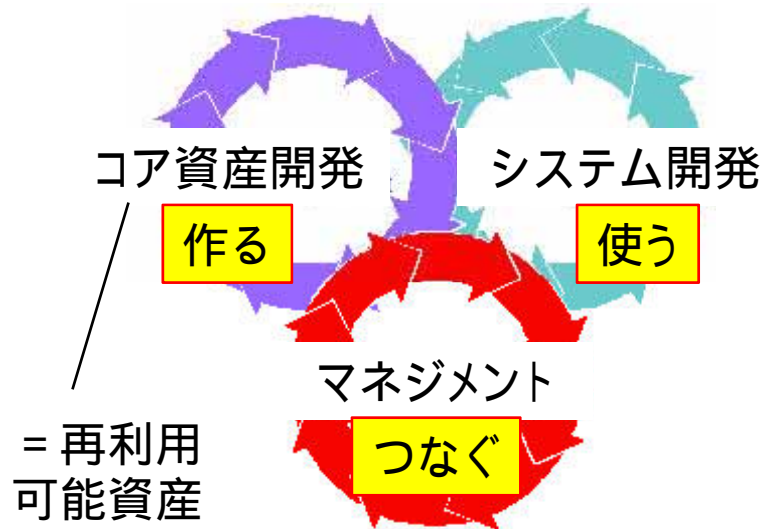 コア資産開発
システム開発
作る
使う
マネジメント
つなぐ
=再利用
可能資産